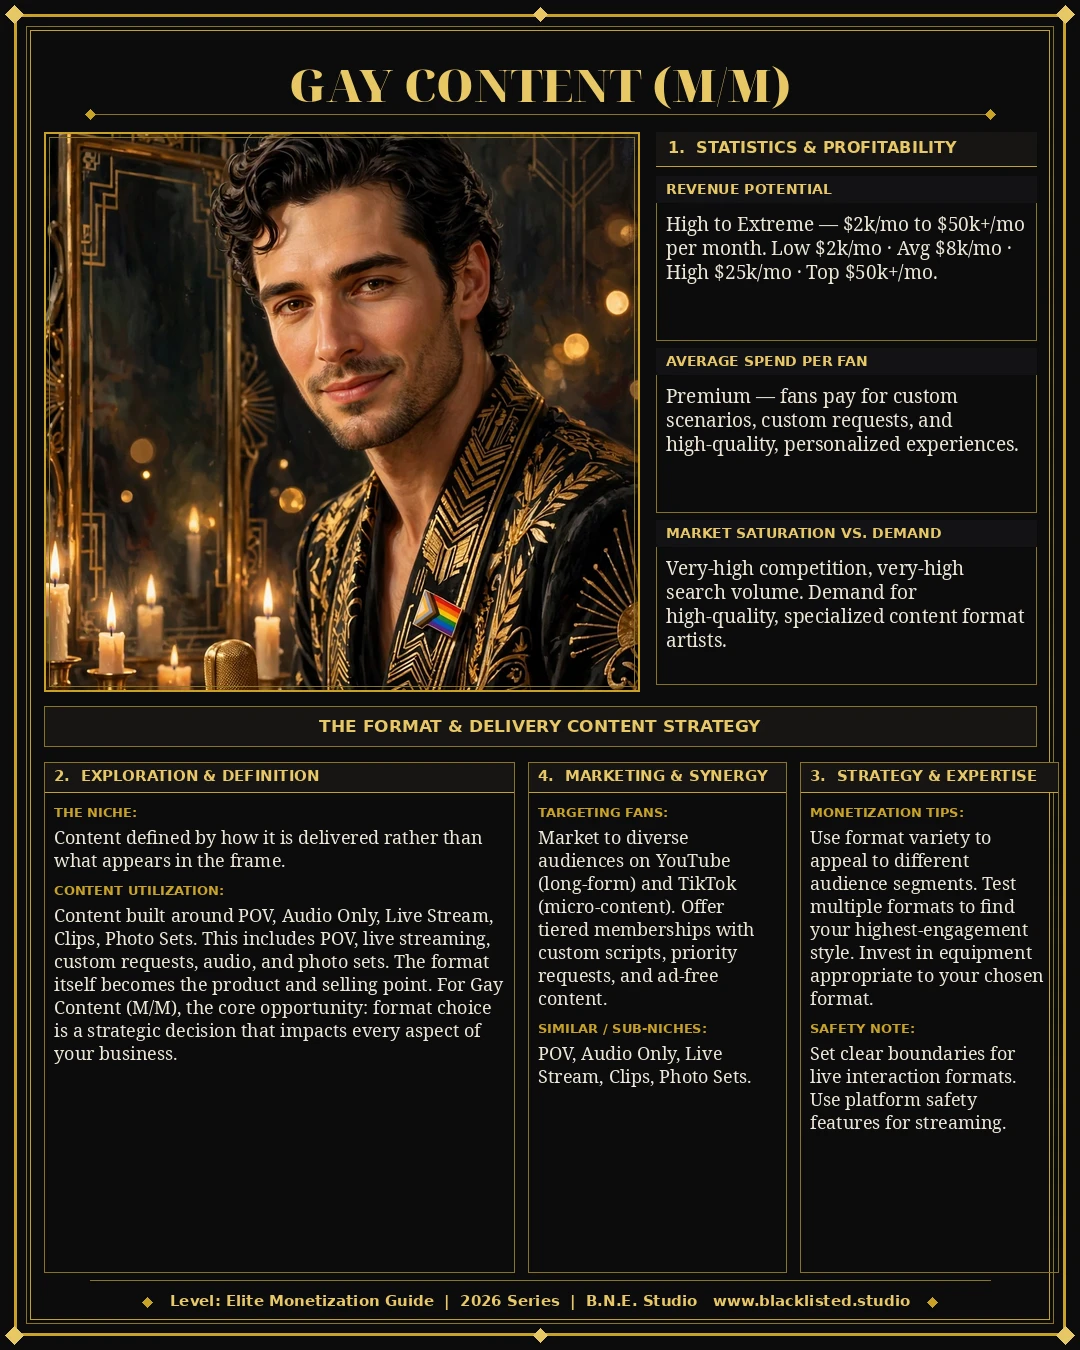 GAY CONTENT (M/M)
1. STATISTICS & PROFITABILITY
REVENUE POTENTIAL
High to Extreme — $2k/mo to $50k+/mo
per month. Low $2k/mo · Avg $8k/mo ·
High $25k/mo · Top $50k+/mo.
AVERAGE SPEND PER FAN
Premium — fans pay for custom
scenarios, custom requests, and
high-quality, personalized experiences.
MARKET SATURATION VS. DEMAND
Very-high competition, very-high
search volume. Demand for
high-quality, specialized content format
artists.
THE FORMAT & DELIVERY CONTENT STRATEGY
2. EXPLORATION & DEFINITION
THE NICHE:
Content defined by how it is delivered rather than
what appears in the frame.
CONTENT UTILIZATION:
Content built around POV, Audio Only, Live Stream,
Clips, Photo Sets. This includes POV, live streaming,
custom requests, audio, and photo sets. The format
itself becomes the product and selling point. For Gay
Content (M/M), the core opportunity: format choice
is a strategic decision that impacts every aspect of
your business.
4. MARKETING & SYNERGY
TARGETING FANS:
Market to diverse
audiences on YouTube
(long-form) and TikTok
(micro-content). Offer
tiered memberships with
custom scripts, priority
requests, and ad-free
content.
SIMILAR / SUB-NICHES:
POV, Audio Only, Live
Stream, Clips, Photo Sets.
3. STRATEGY & EXPERTISE
MONETIZATION TIPS:
Use format variety to
appeal to different
audience segments. Test
multiple formats to find
your highest-engagement
style. Invest in equipment
appropriate to your chosen
format.
SAFETY NOTE:
Set clear boundaries for
live interaction formats.
Use platform safety
features for streaming.
Level: Elite Monetization Guide | 2026 Series | B.N.E. Studio www.blacklisted.studio